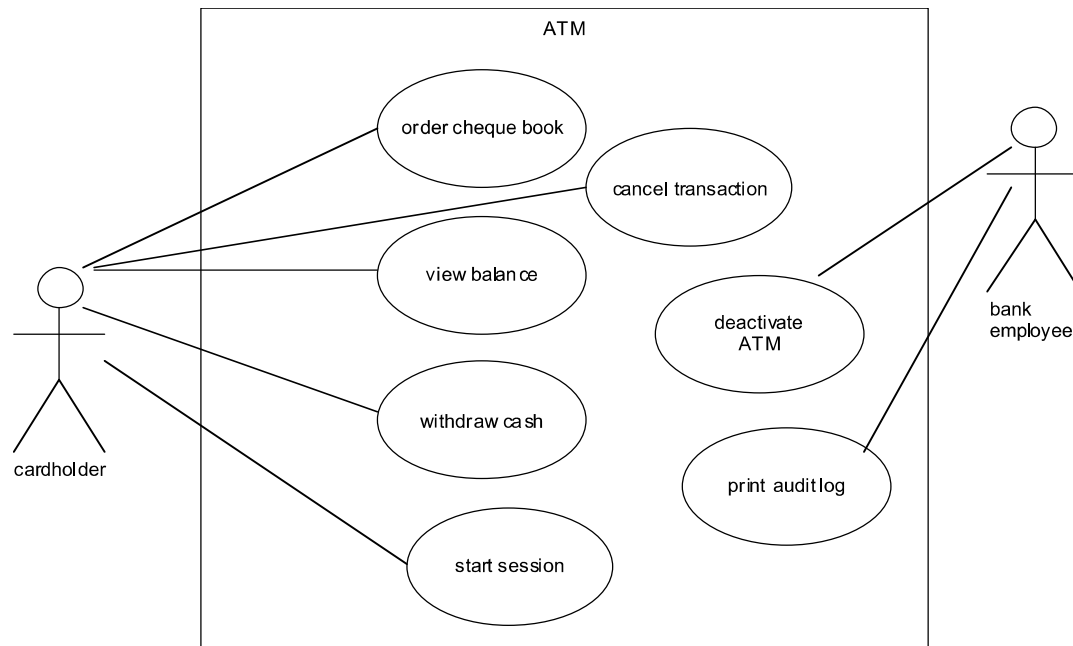 ATM
order cheque book
cancel transaction
view balance
deactivate
ATM
bank
employee
withdraw cash
cardholder
print audit log
start session